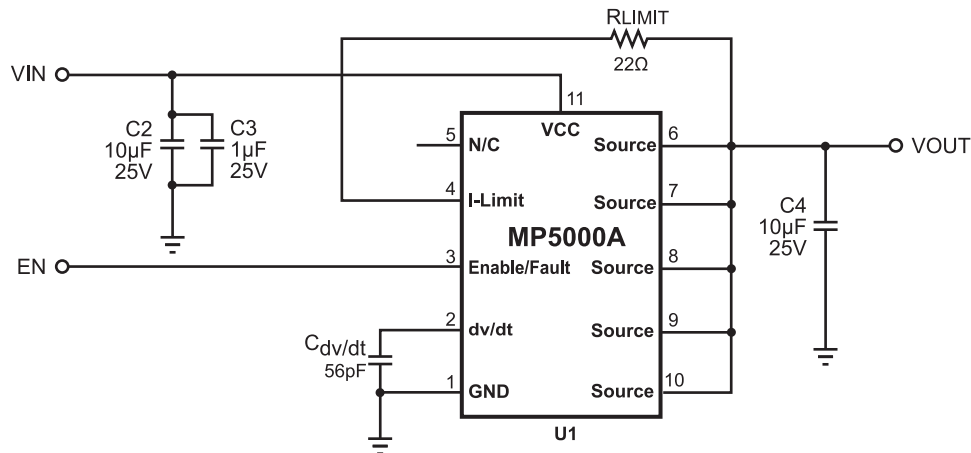 RLIMIT
22Ω
VIN
11
C2
10µF
25V
C3
1µF
25V
VCC
5
N/C
Source
6
VOUT
4
I-Limit
Source
7
C4
10µF
25V
MP5000A
EN
3
Enable/Fault
Source
8
2
dv/dt
Source
9
Cdv/dt
56pF
1
GND
Source
10
U1